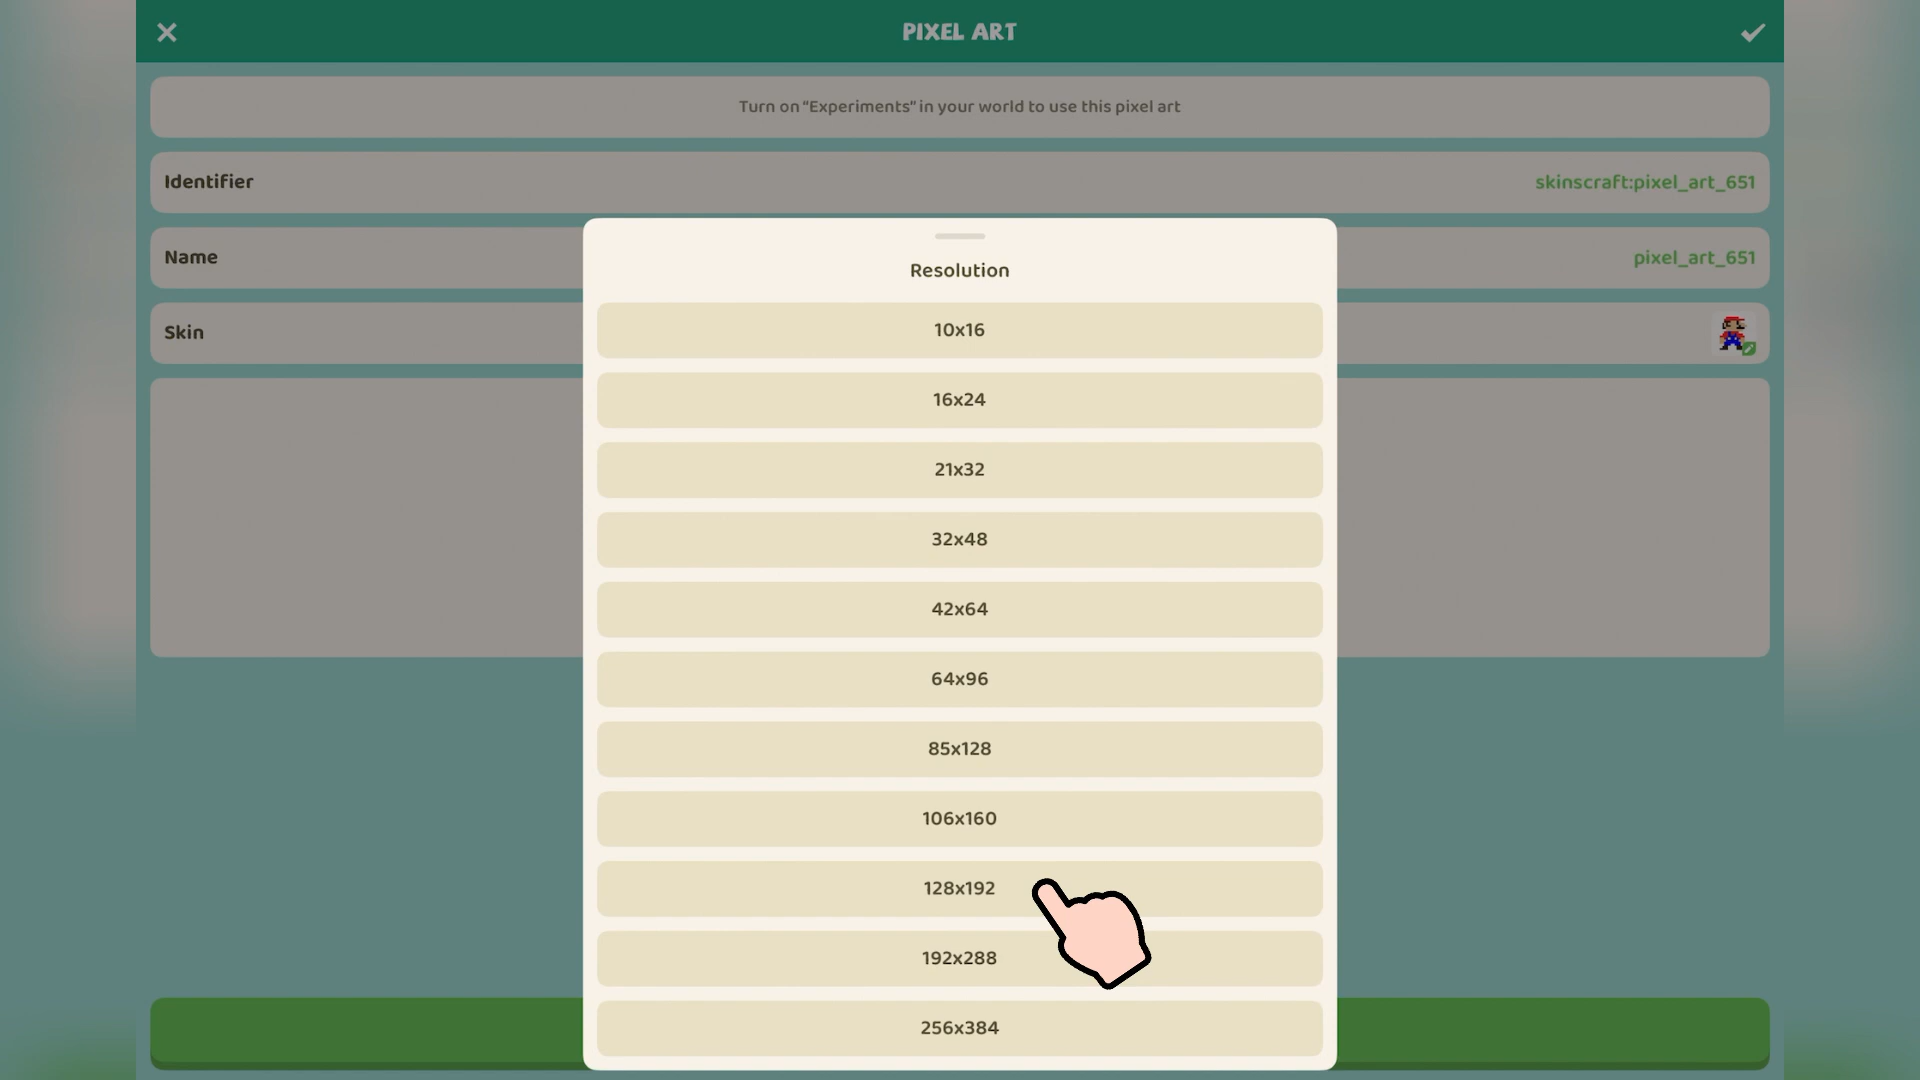 PIXEL ART
Turn on "Experiments" in your world to use this pixel art
Identifier
skinscraft:pixel_art_651
Name
pixel_art_651
Skin
Resolution
10x16
16x24
21x32
32x48
42x64
64x96
85x128
106x160
128x192
192x288
256x384